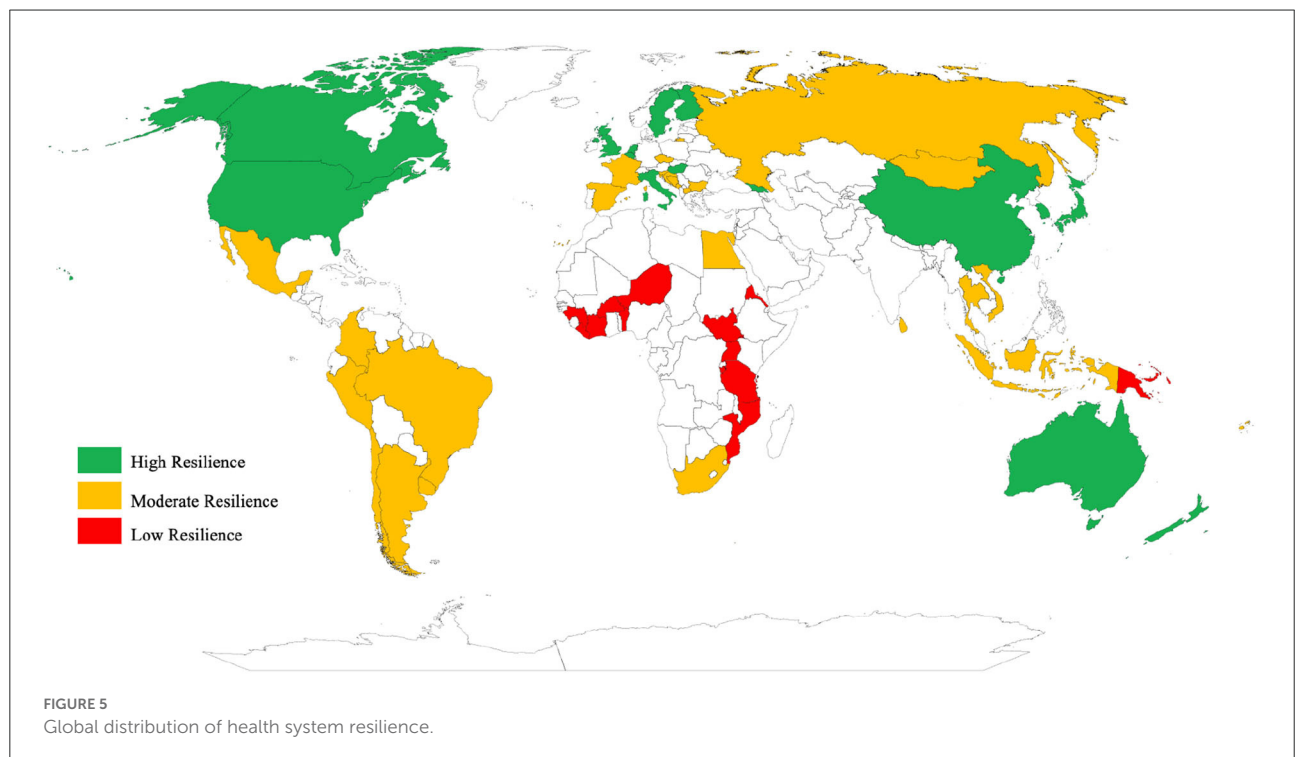 High Resilience
Moderate Resilience
Low Resilience
FIGURE 5
Global distribution of health system resilience.